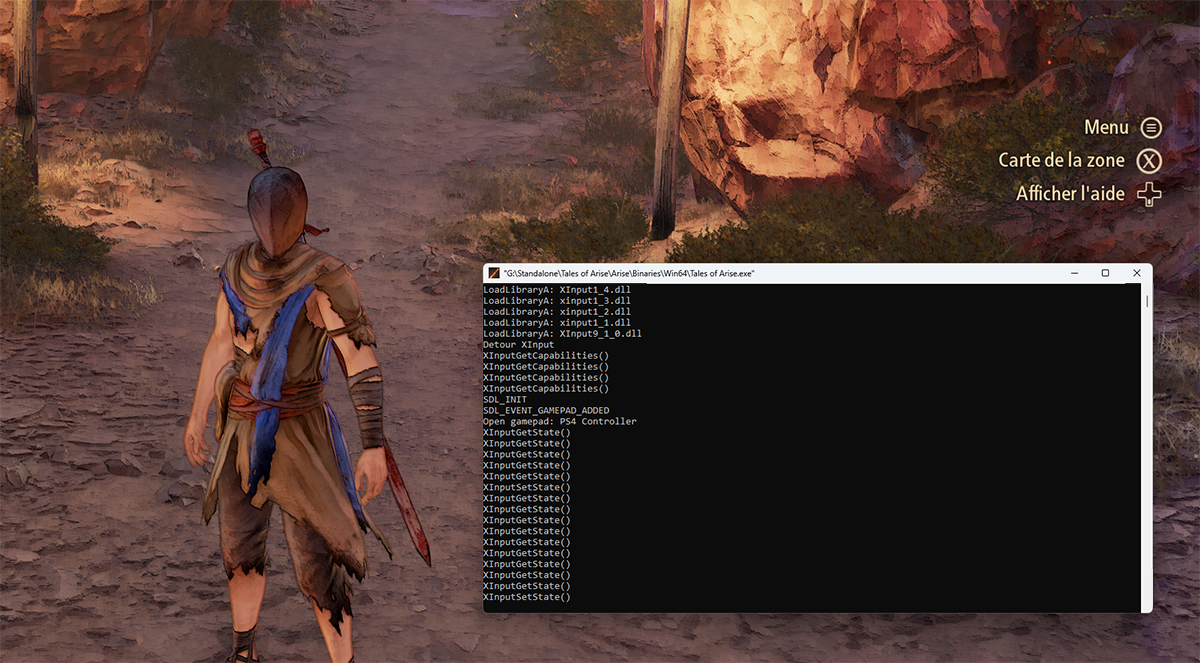 Menu
Carte de la zone X
Afficher l'aide
"G:\Standalone\Tales of Arise\Arise\Binaries\Win64\Tales of Arise.exe"
LoadLibraryA: XInput1_4.dll
LoadLibraryA: xinput1_3.dll
LoadLibraryA: xinput1_2.dll
LoadLibraryA: xinput1_1.dll
LoadLibraryA: XInput9_1_0.dll
Detour XInput
XInputGetCapabilities()
XInputGetCapabilities()
XInputGetCapabilities()
XInputGetCapabilities()
SDL_INIT
SDL_EVENT_GAMEPAD_ADDED
Open gamepad: PS4 Controller
XInputGetState()
XInputGetState()
XInputGetState()
XInputGetState()
XInputGetState()
XInputSetState()
XInputGetState()
XInputGetState()
XInputGetState()
XInputGetState()
XInputGetState()
XInputGetState()
XInputGetState()
XInputGetState()
XInputGetState()
XInputSetState()